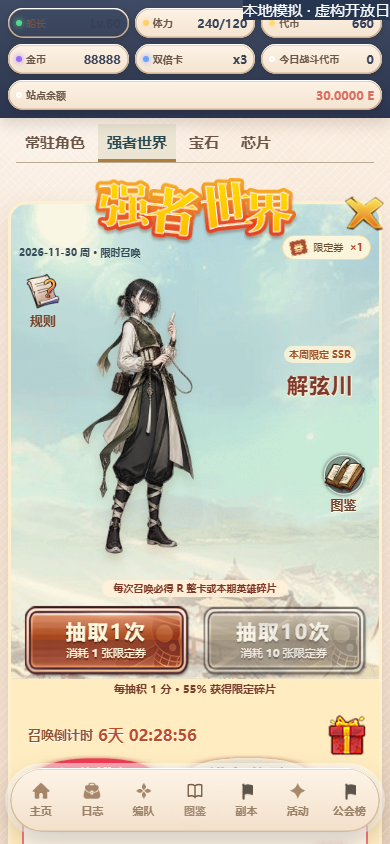 本地模拟 · 虚构开放日
船长 Lv.60
体力 240/120
代币 660
金币 88888
双倍卡 x3
今日战斗代币 0
站点余额 30.0000 E
常驻角色 强者世界 宝石 芯片
强者世界
2026-11-30 周 • 限时召唤
限定券 ×1
规则
本周限定 SSR
解弦川
图鉴
每次召唤必得 R 整卡或本期英雄碎片
抽取1次
消耗 1 张限定券
抽取10次
消耗 10 张限定券
每抽积 1 分 • 55% 获得限定碎片
召唤倒计时 6天 02:28:56
主页 日志 编队 图鉴 副本 活动 公会榜